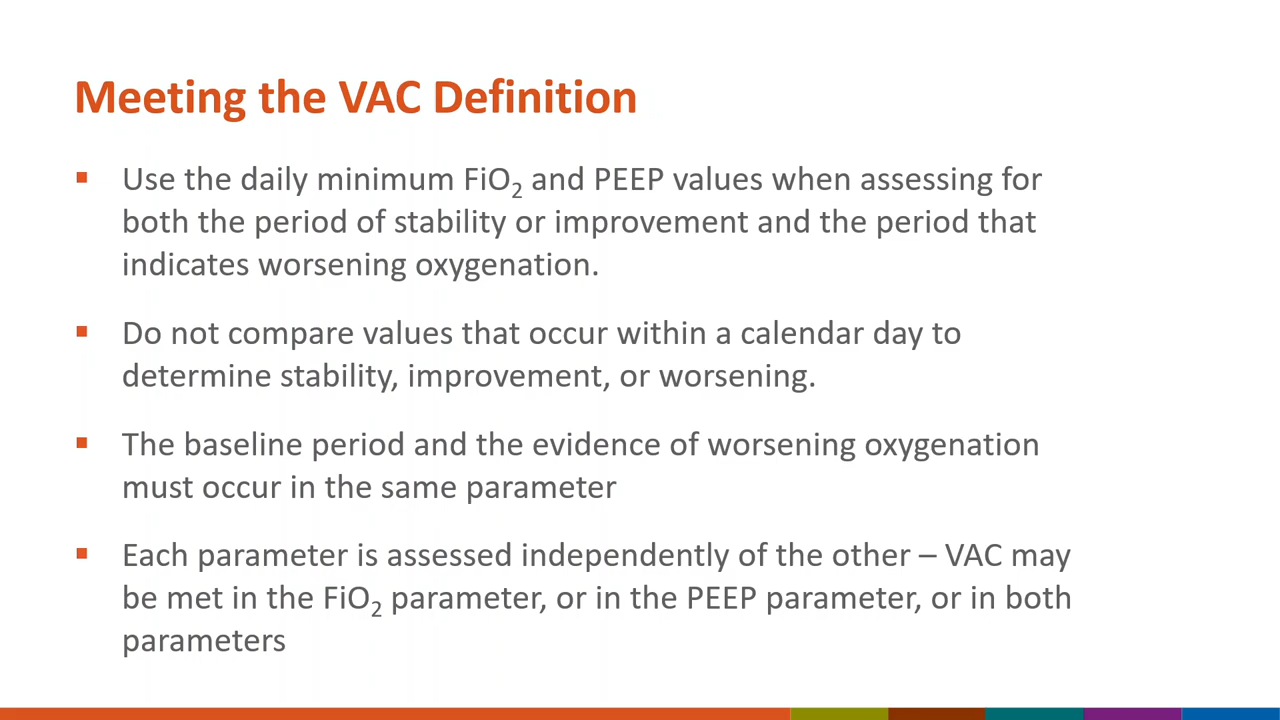 Meeting the VAC Definition
▪ Use the daily minimum FiO₂ and PEEP values when assessing for
both the period of stability or improvement and the period that
indicates worsening oxygenation.
▪ Do not compare values that occur within a calendar day to
determine stability, improvement, or worsening.
▪ The baseline period and the evidence of worsening oxygenation
must occur in the same parameter
▪ Each parameter is assessed independently of the other – VAC may
be met in the FiO₂ parameter, or in the PEEP parameter, or in both
parameters